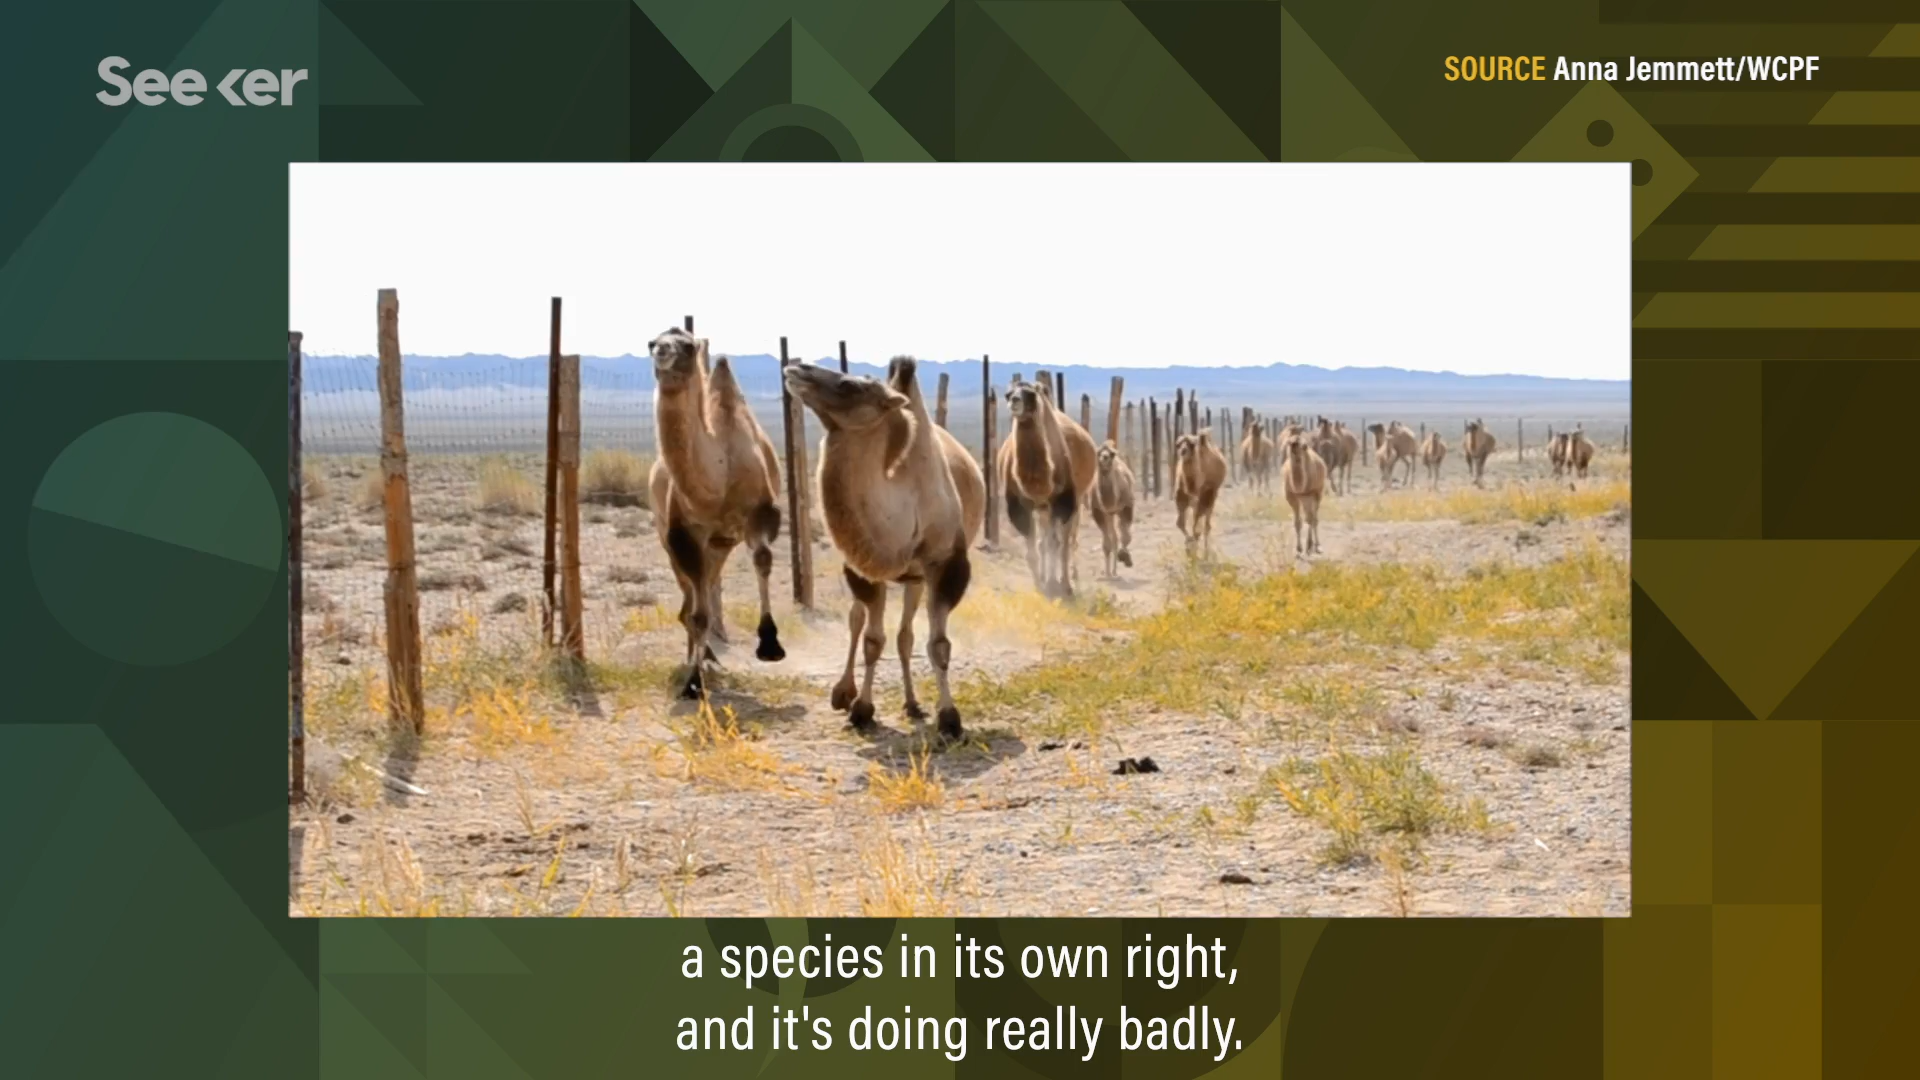 Seeker
SOURCE Anna Jemmett/WCPF
a species in its own right,
and it's doing really badly.